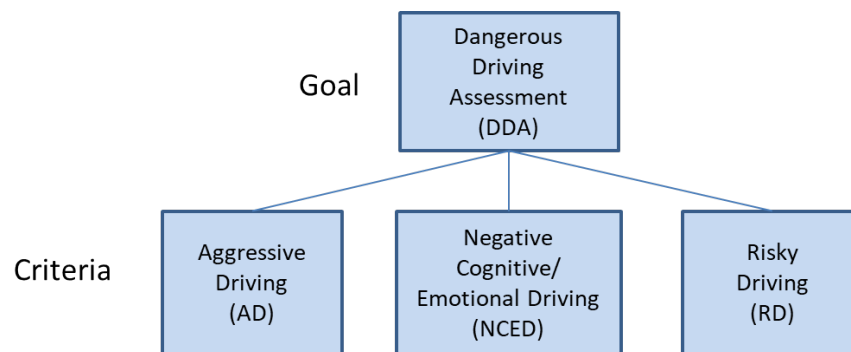 Goal
Dangerous
Driving
Assessment
(DDA)
Criteria
Aggressive
Driving
(AD)
Negative
Cognitive/
Emotional Driving
(NCED)
Risky
Driving
(RD)